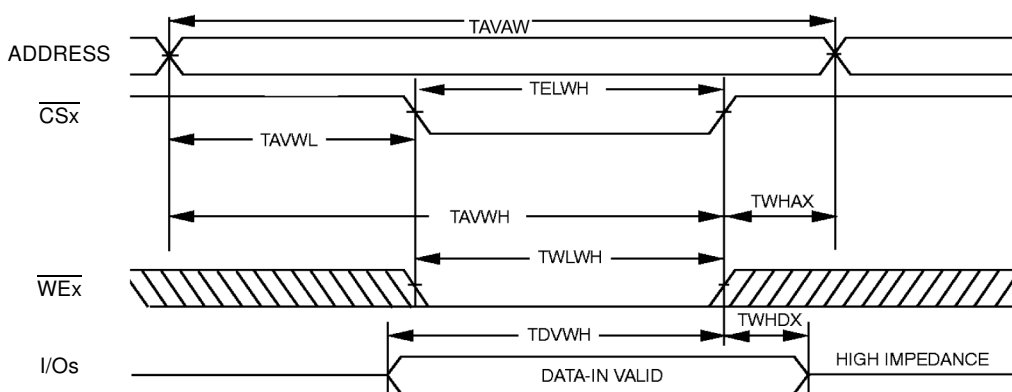 TAVAW
ADDRESS
TELWH
CSx
TAVWL
TAVWH
TWHAX
TWLWH
WEx
TWHDX
TDVWH
I/Os
DATA-IN VALID
HIGH IMPEDANCE